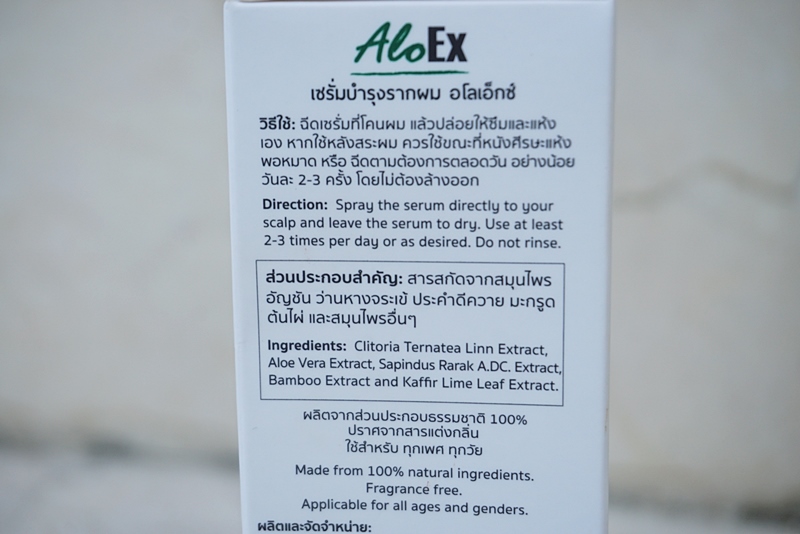 AloEx
เซรั่มบำรุงรากผม อโลเอ็กซ์
วิธีใช้: ฉีดเซรั่มที่โคนผม แล้วปล่อยให้ซึมและแห้ง
เอง หากใช้หลังสระผม ควรใช้ขณะที่หนังศีรษะแห้ง
พอหมาด หรือ ฉีดตามต้องการตลอดวัน อย่างน้อย
วันละ 2-3 ครั้ง โดยไม่ต้องล้างออก
Direction: Spray the serum directly to your
scalp and leave the serum to dry. Use at least
2-3 times per day or as desired. Do not rinse.
ส่วนประกอบสำคัญ: สารสกัดจากสมุนไพร
อัญชัน ว่านหางจระเข้ ประคำดีควาย มะกรูด
ต้นไผ่ และสมุนไพรอื่นๆ
Ingredients: Clitoria Ternatea Linn Extract,
Aloe Vera Extract, Sapindus Rarak A.DC. Extract,
Bamboo Extract and Kaffir Lime Leaf Extract.
ผลิตจากส่วนประกอบธรรมชาติ 100%
ปราศจากสารแต่งกลิ่น
ใช้สำหรับ ทุกเพศ ทุกวัย
Made from 100% natural ingredients.
Fragrance free.
Applicable for all ages and genders.
ผลิตและจัดจำหน่าย: